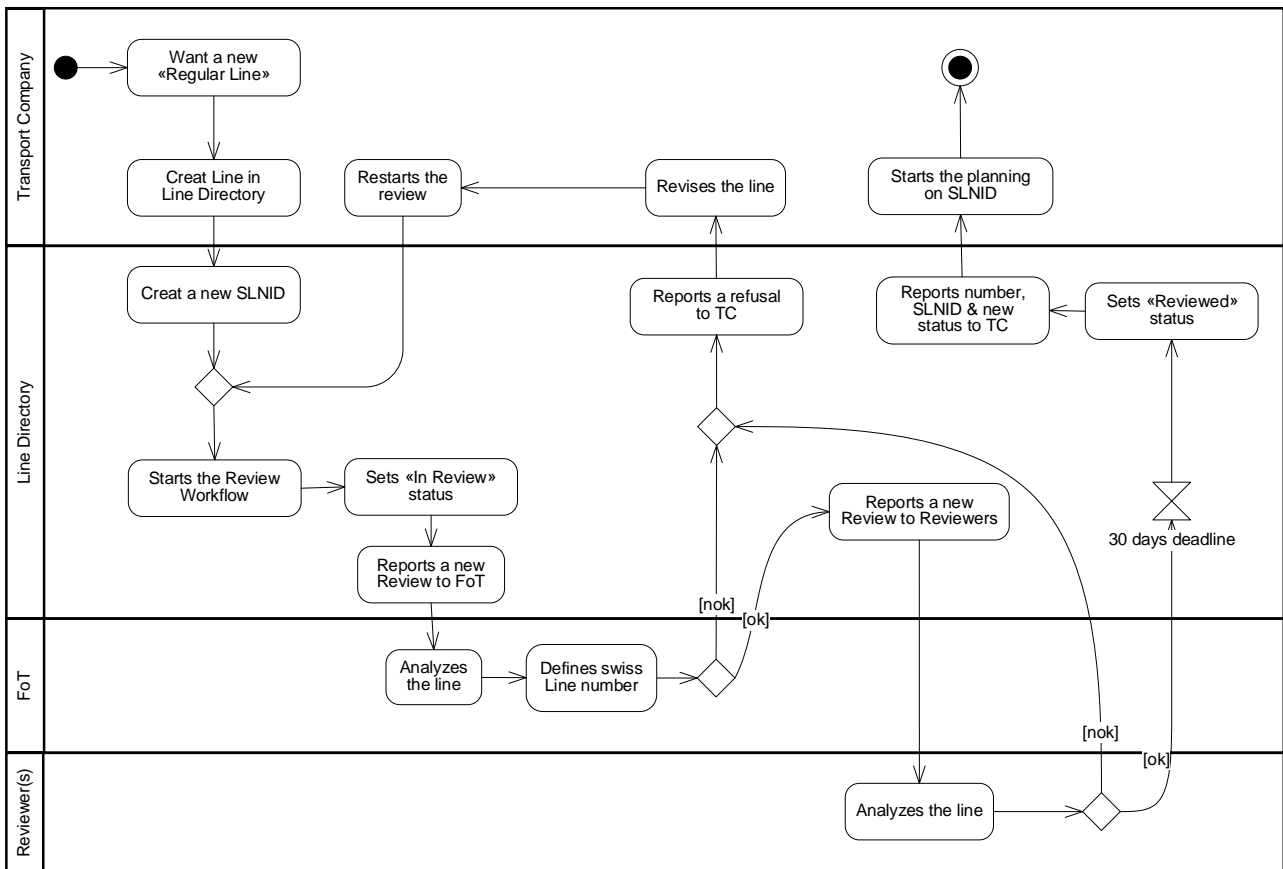 Transport Company
Want a new
«Regular Line»
Creat Line in
Line Directory
Restarts the
review
Revises the line
Starts the planning
on SLNID
Line Directory
Creat a new SLNID
Reports a refusal
to TC
Reports number,
SLNID & new
status to TC
Sets «Reviewed»
status
Starts the Review
Workflow
Sets «In Review»
status
Reports a new
Review to Reviewers
30 days deadline
Reports a new
Review to FoT
[nok]
[ok]
FoT
Analyzes
the line
Defines swiss
Line number
[nok]
[ok]
Reviewer(s)
Analyzes the line